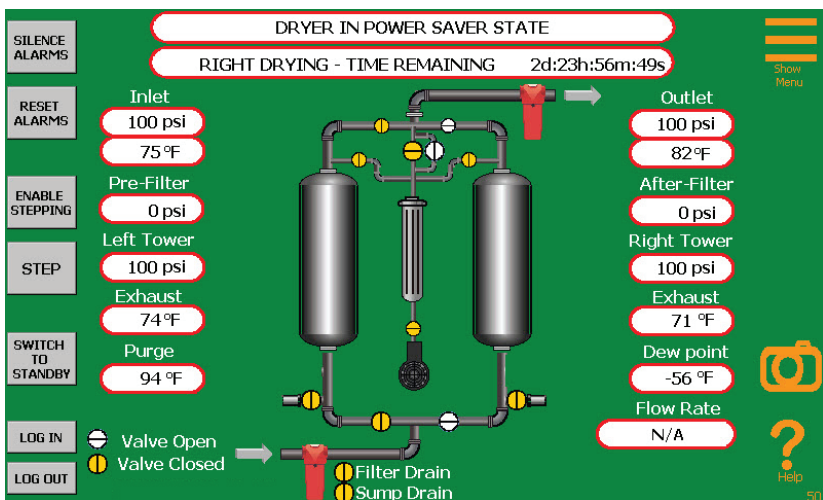 DRYER IN POWER SAVER STATE
RIGHT DRYING - TIME REMAINING 2d:23h:56m:49s
SILENCE
ALARMS
RESET
ALARMS
ENABLE
STEPPING
STEP
SWITCH
TO
STANDBY
LOG IN
LOG OUT
Inlet
100 psi
75 °F
Pre-Filter
0 psi
Left Tower
100 psi
Exhaust
74 °F
Purge
94 °F
Valve Open
Valve Closed
Filter Drain
Sump Drain
Outlet
100 psi
82 °F
After-Filter
0 psi
Right Tower
100 psi
Exhaust
71 °F
Dew point
-56 °F
Flow Rate
N/A
Show
Menu
?
Help
50